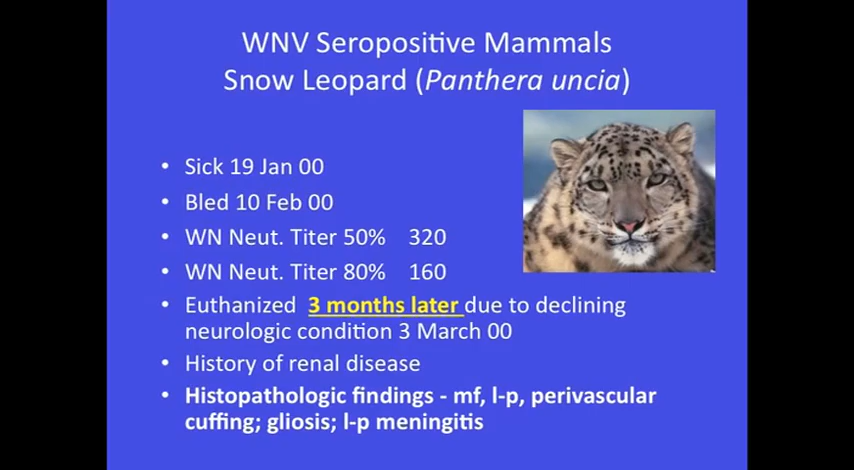 WNV Seropositive Mammals
Snow Leopard (Panthera uncia)
• Sick 19 Jan 00
• Bled 10 Feb 00
• WN Neut. Titer 50% 320
• WN Neut. Titer 80% 160
• Euthanized 3 months later due to declining
neurologic condition 3 March 00
• History of renal disease
• Histopathologic findings - mf, l-p, perivascular
cuffing; gliosis; l-p meningitis